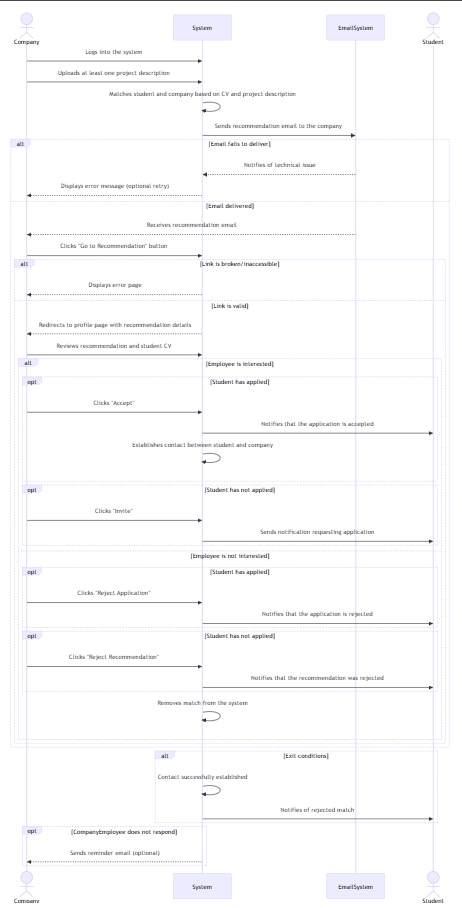 Company
System
EmailSystem
Student
Logs into the system
Uploads at least one project description
Matches student and company based on CV and project description
Sends recommendation email to the company
alt
[Email fails to deliver]
Notifies of technical issue
Displays error message (optional retry)
[Email delivered]
Receives recommendation email
Clicks "Go to Recommendation" button
alt
[Link is broken/inaccessible]
Displays error page
[Link is valid]
Redirects to profile page with recommendation details
Reviews recommendation and student CV
alt
[Employee is interested]
opt
[Student has applied]
Clicks "Accept"
Notifies that the application is accepted
Establishes contact between student and company
opt
[Student has not applied]
Clicks "Invite"
Sends notification requesting application
[Employee is not interested]
opt
[Student has applied]
Clicks "Reject Application"
Notifies that the application is rejected
opt
[Student has not applied]
Clicks "Reject Recommendation"
Notifies that the recommendation was rejected
Removes match from the system
alt
[Exit conditions]
Contact successfully established
Notifies of rejected match
opt
[CompanyEmployee does not respond]
Sends reminder email (optional)
Company
System
EmailSystem
Student